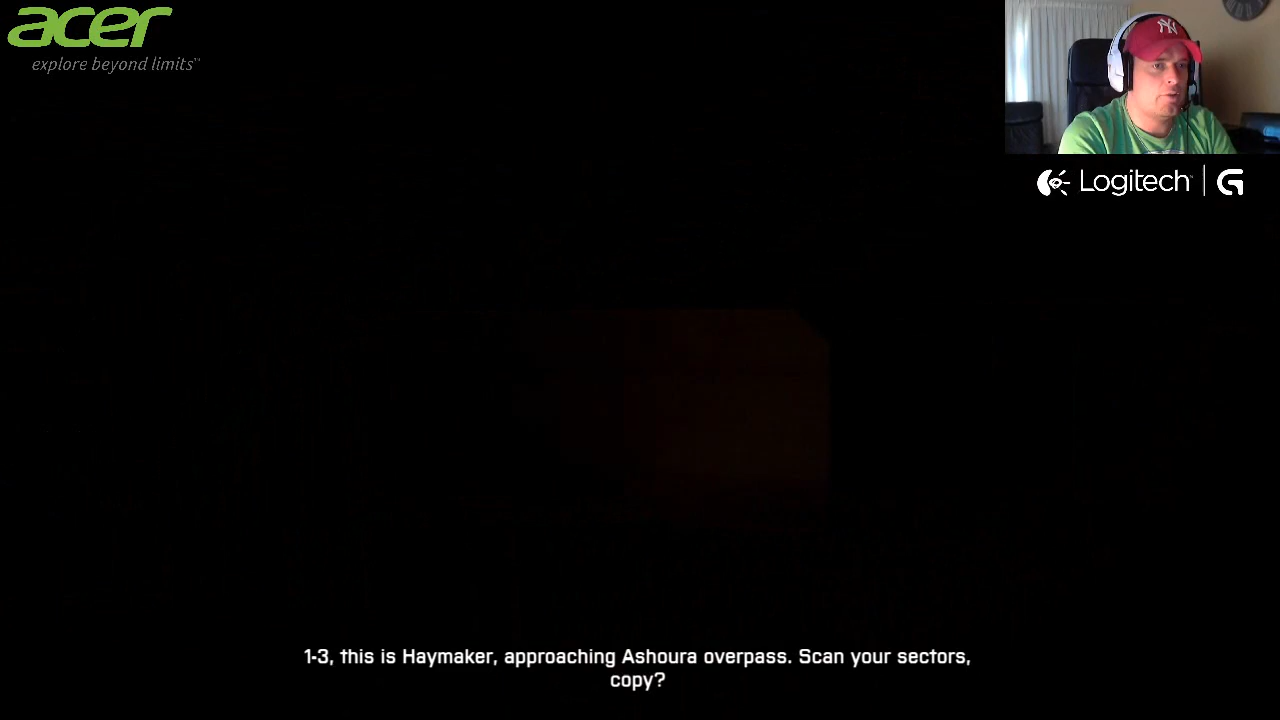 acer
explore beyond limits™
Logitech | G
1-3, this is Haymaker, approaching Ashoura overpass. Scan your sectors,
copy?